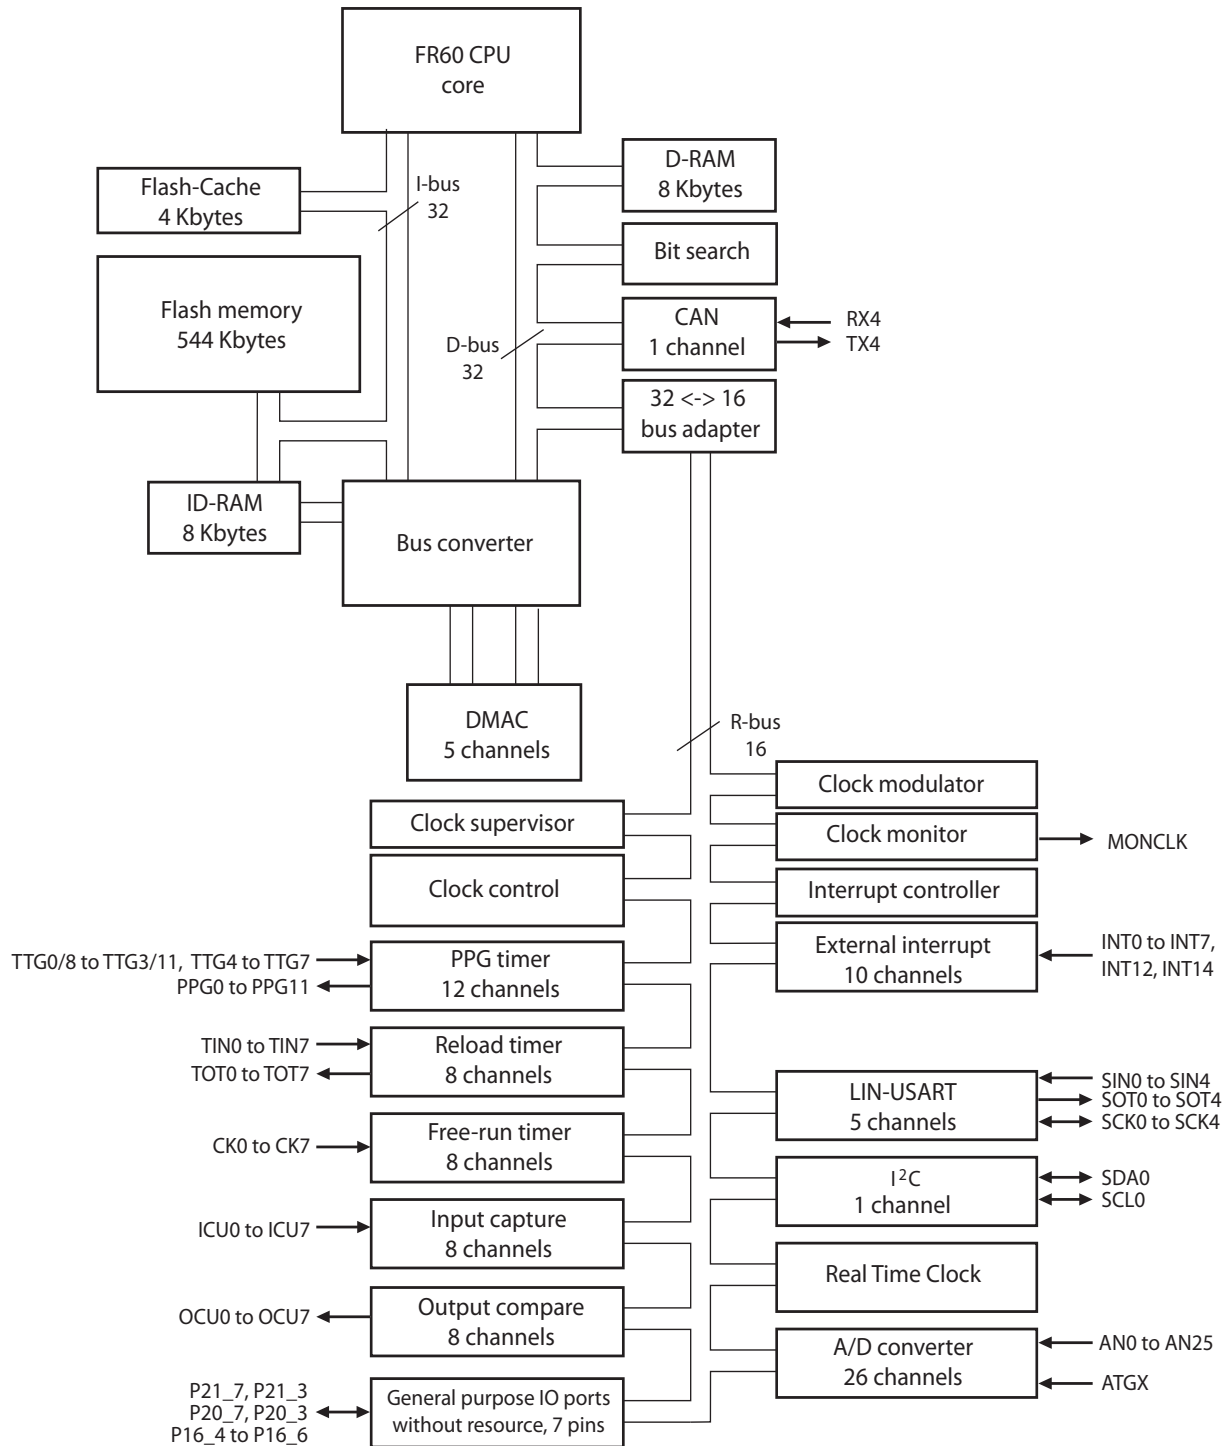 FR60 CPU
core
Flash-Cache
4 Kbytes
I-bus
32
D-RAM
8 Kbytes
Bit search
Flash memory
544 Kbytes
CAN
1 channel
RX4
TX4
D-bus
32
32 <-> 16
bus adapter
ID-RAM
8 Kbytes
Bus converter
DMAC
5 channels
R-bus
16
Clock modulator
Clock supervisor
Clock monitor
MONCLK
Clock control
Interrupt controller
TTG0/8 to TTG3/11, TTG4 to TTG7
PPG0 to PPG11
PPG timer
12 channels
External interrupt
10 channels
INT0 to INT7,
INT12, INT14
TIN0 to TIN7
TOT0 to TOT7
Reload timer
8 channels
LIN-USART
5 channels
SIN0 to SIN4
SOT0 to SOT4
SCK0 to SCK4
CK0 to CK7
Free-run timer
8 channels
I²C
1 channel
SDA0
SCL0
ICU0 to ICU7
Input capture
8 channels
Real Time Clock
OCU0 to OCU7
Output compare
8 channels
A/D converter
26 channels
AN0 to AN25
ATGX
P21_7, P21_3
P20_7, P20_3
P16_4 to P16_6
General purpose IO ports
without resource, 7 pins